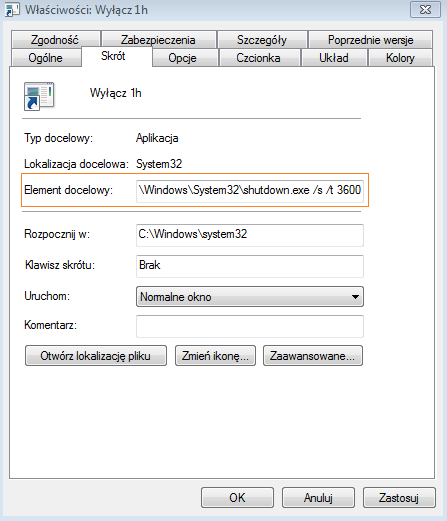 Właściwości: Wyłącz 1h
Zgodność Zabezpieczenia Szczegóły Poprzednie wersje
Ogólne Skrót Opcje Czcionka Układ Kolory
Wyłącz 1h
Typ docelowy: Aplikacja
Lokalizacja docelowa: System32
Element docelowy: \Windows\System32\shutdown.exe /s /t 3600
Rozpocznij w: C:\Windows\system32
Klawisz skrótu: Brak
Uruchom: Normalne okno
Komentarz:
Otwórz lokalizację pliku Zmień ikonę... Zaawansowane...
OK Anuluj Zastosuj